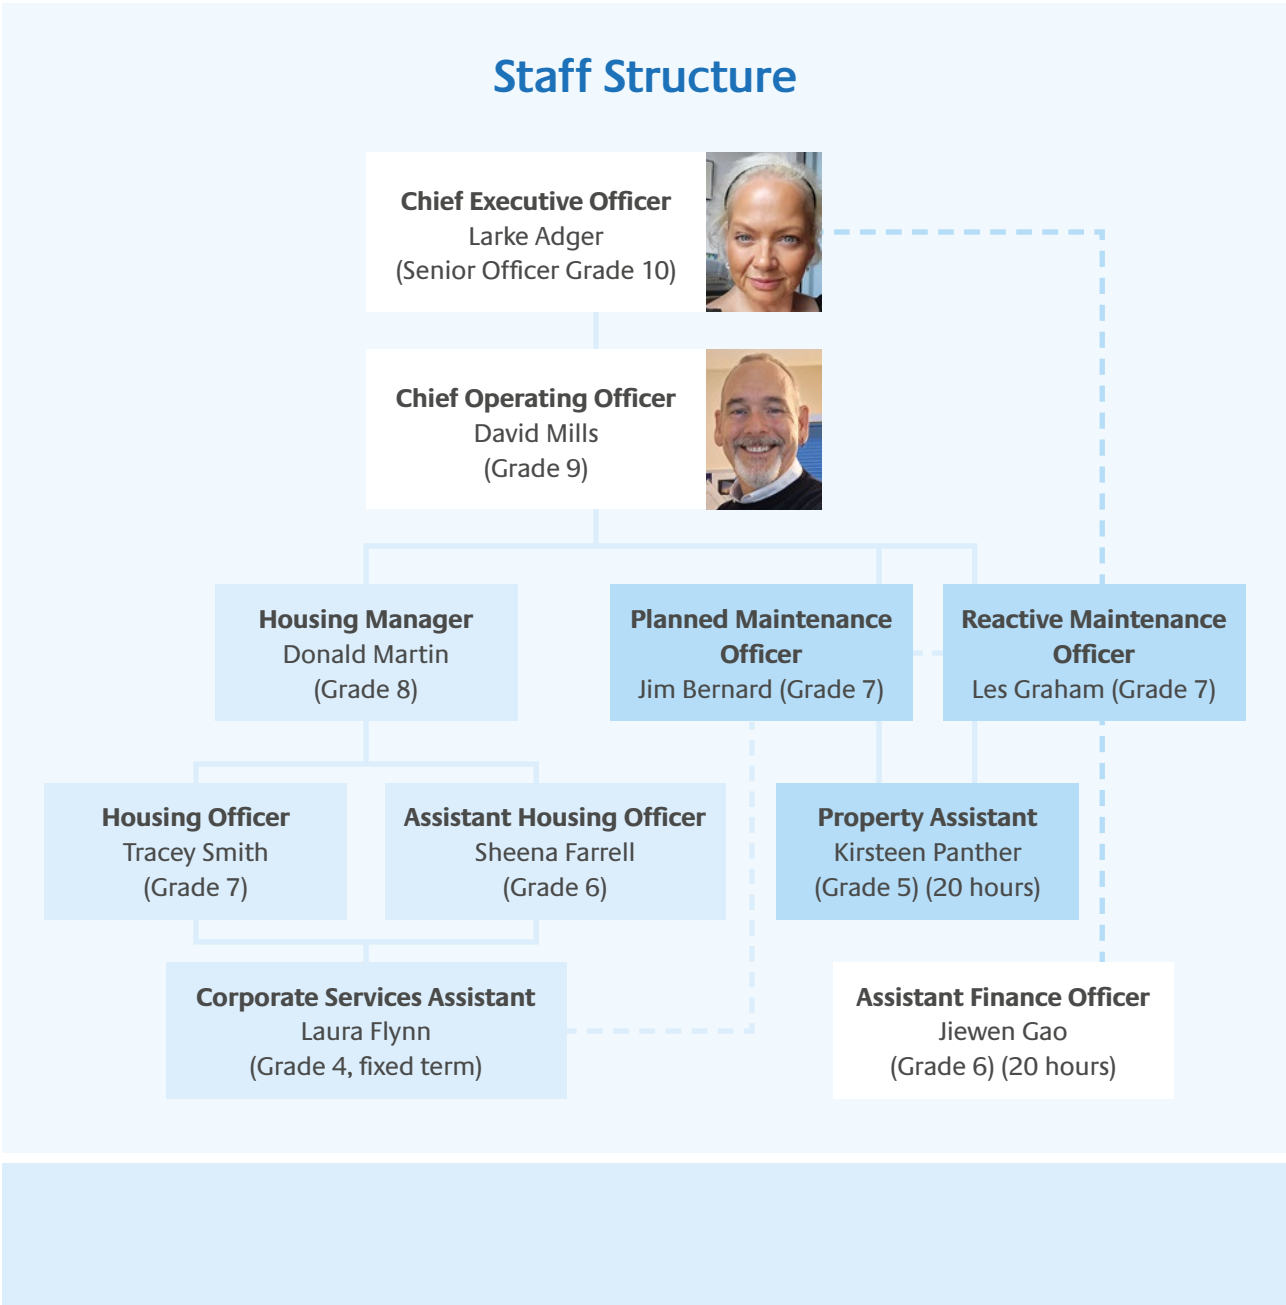 Staff Structure
Chief Executive Officer
Larke Adger
(Senior Officer Grade 10)
Chief Operating Officer
David Mills
(Grade 9)
Housing Manager
Donald Martin
(Grade 8)
Planned Maintenance
Officer
Jim Bernard (Grade 7)
Reactive Maintenance
Officer
Les Graham (Grade 7)
Housing Officer
Tracey Smith
(Grade 7)
Assistant Housing Officer
Sheena Farrell
(Grade 6)
Property Assistant
Kirsteen Panther
(Grade 5) (20 hours)
Corporate Services Assistant
Laura Flynn
(Grade 4, fixed term)
Assistant Finance Officer
Jiewen Gao
(Grade 6) (20 hours)